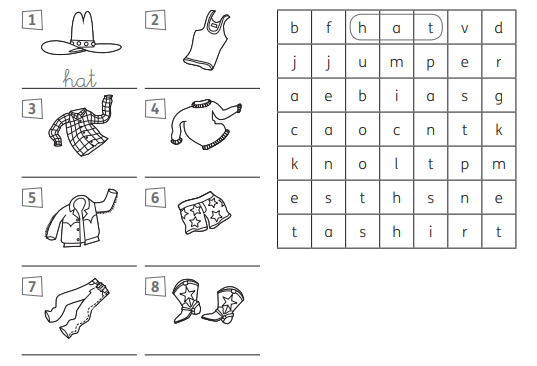 1 2
hat
3 4
5 6
7 8
b f h a t v d
j j u m p e r
a e b i a s g
c a o c n t k
k n o l t p m
e s t h s n e
t a s h i r t